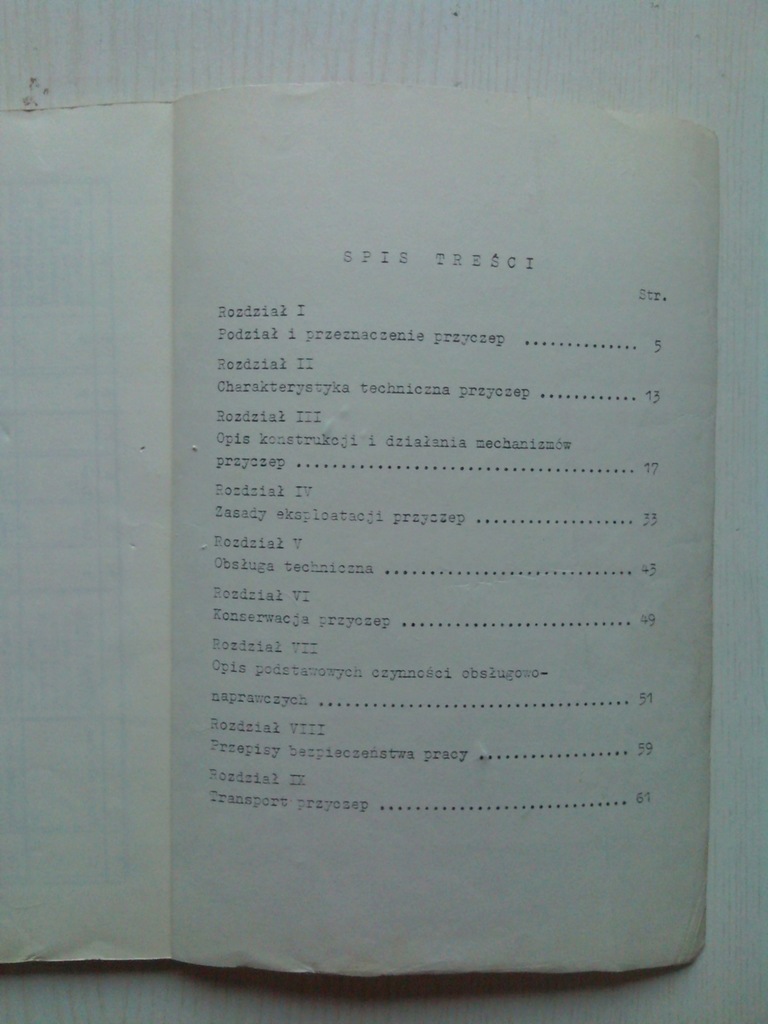 SPIS TREŚCI
Str.
Rozdział I
Podział i przeznaczenie przyczep .............. 5
Rozdział II
Charakterystyka techniczna przyczep ............ 13
Rozdział III
Opis konstrukcji i działania mechanizmów
przyczep ...................................... 17
Rozdział IV
Zasady eksploatacji przyczep .................. 33
Rozdział V
Obsługa techniczna ............................ 43
Rozdział VI
Konserwacja przyczep .......................... 49
Rozdział VII
Opis podstawowych czynności obsługowo-
naprawczych ................................... 51
Rozdział VIII
Przepisy bezpieczeństwa pracy ................. 59
Rozdział IX
Transport przyczep ............................ 61